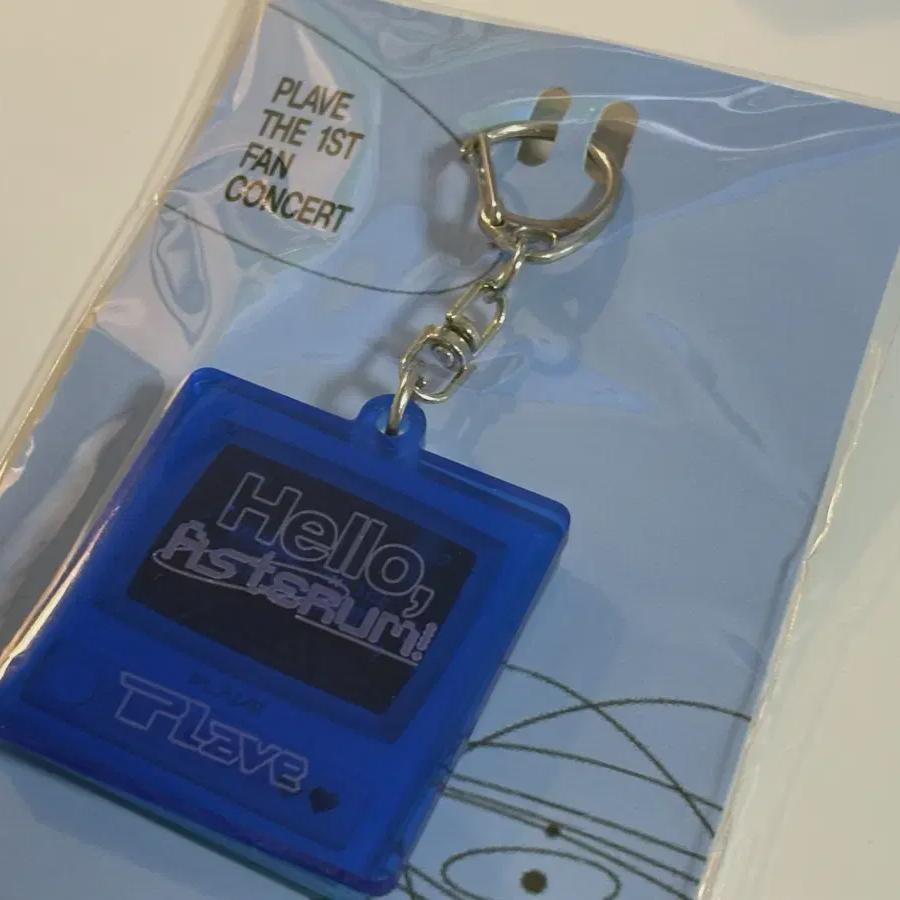 PLAVE
THE 1ST
FAN
CONCERT
Hello,
ASTERUM!
PLAVE
PLAVE